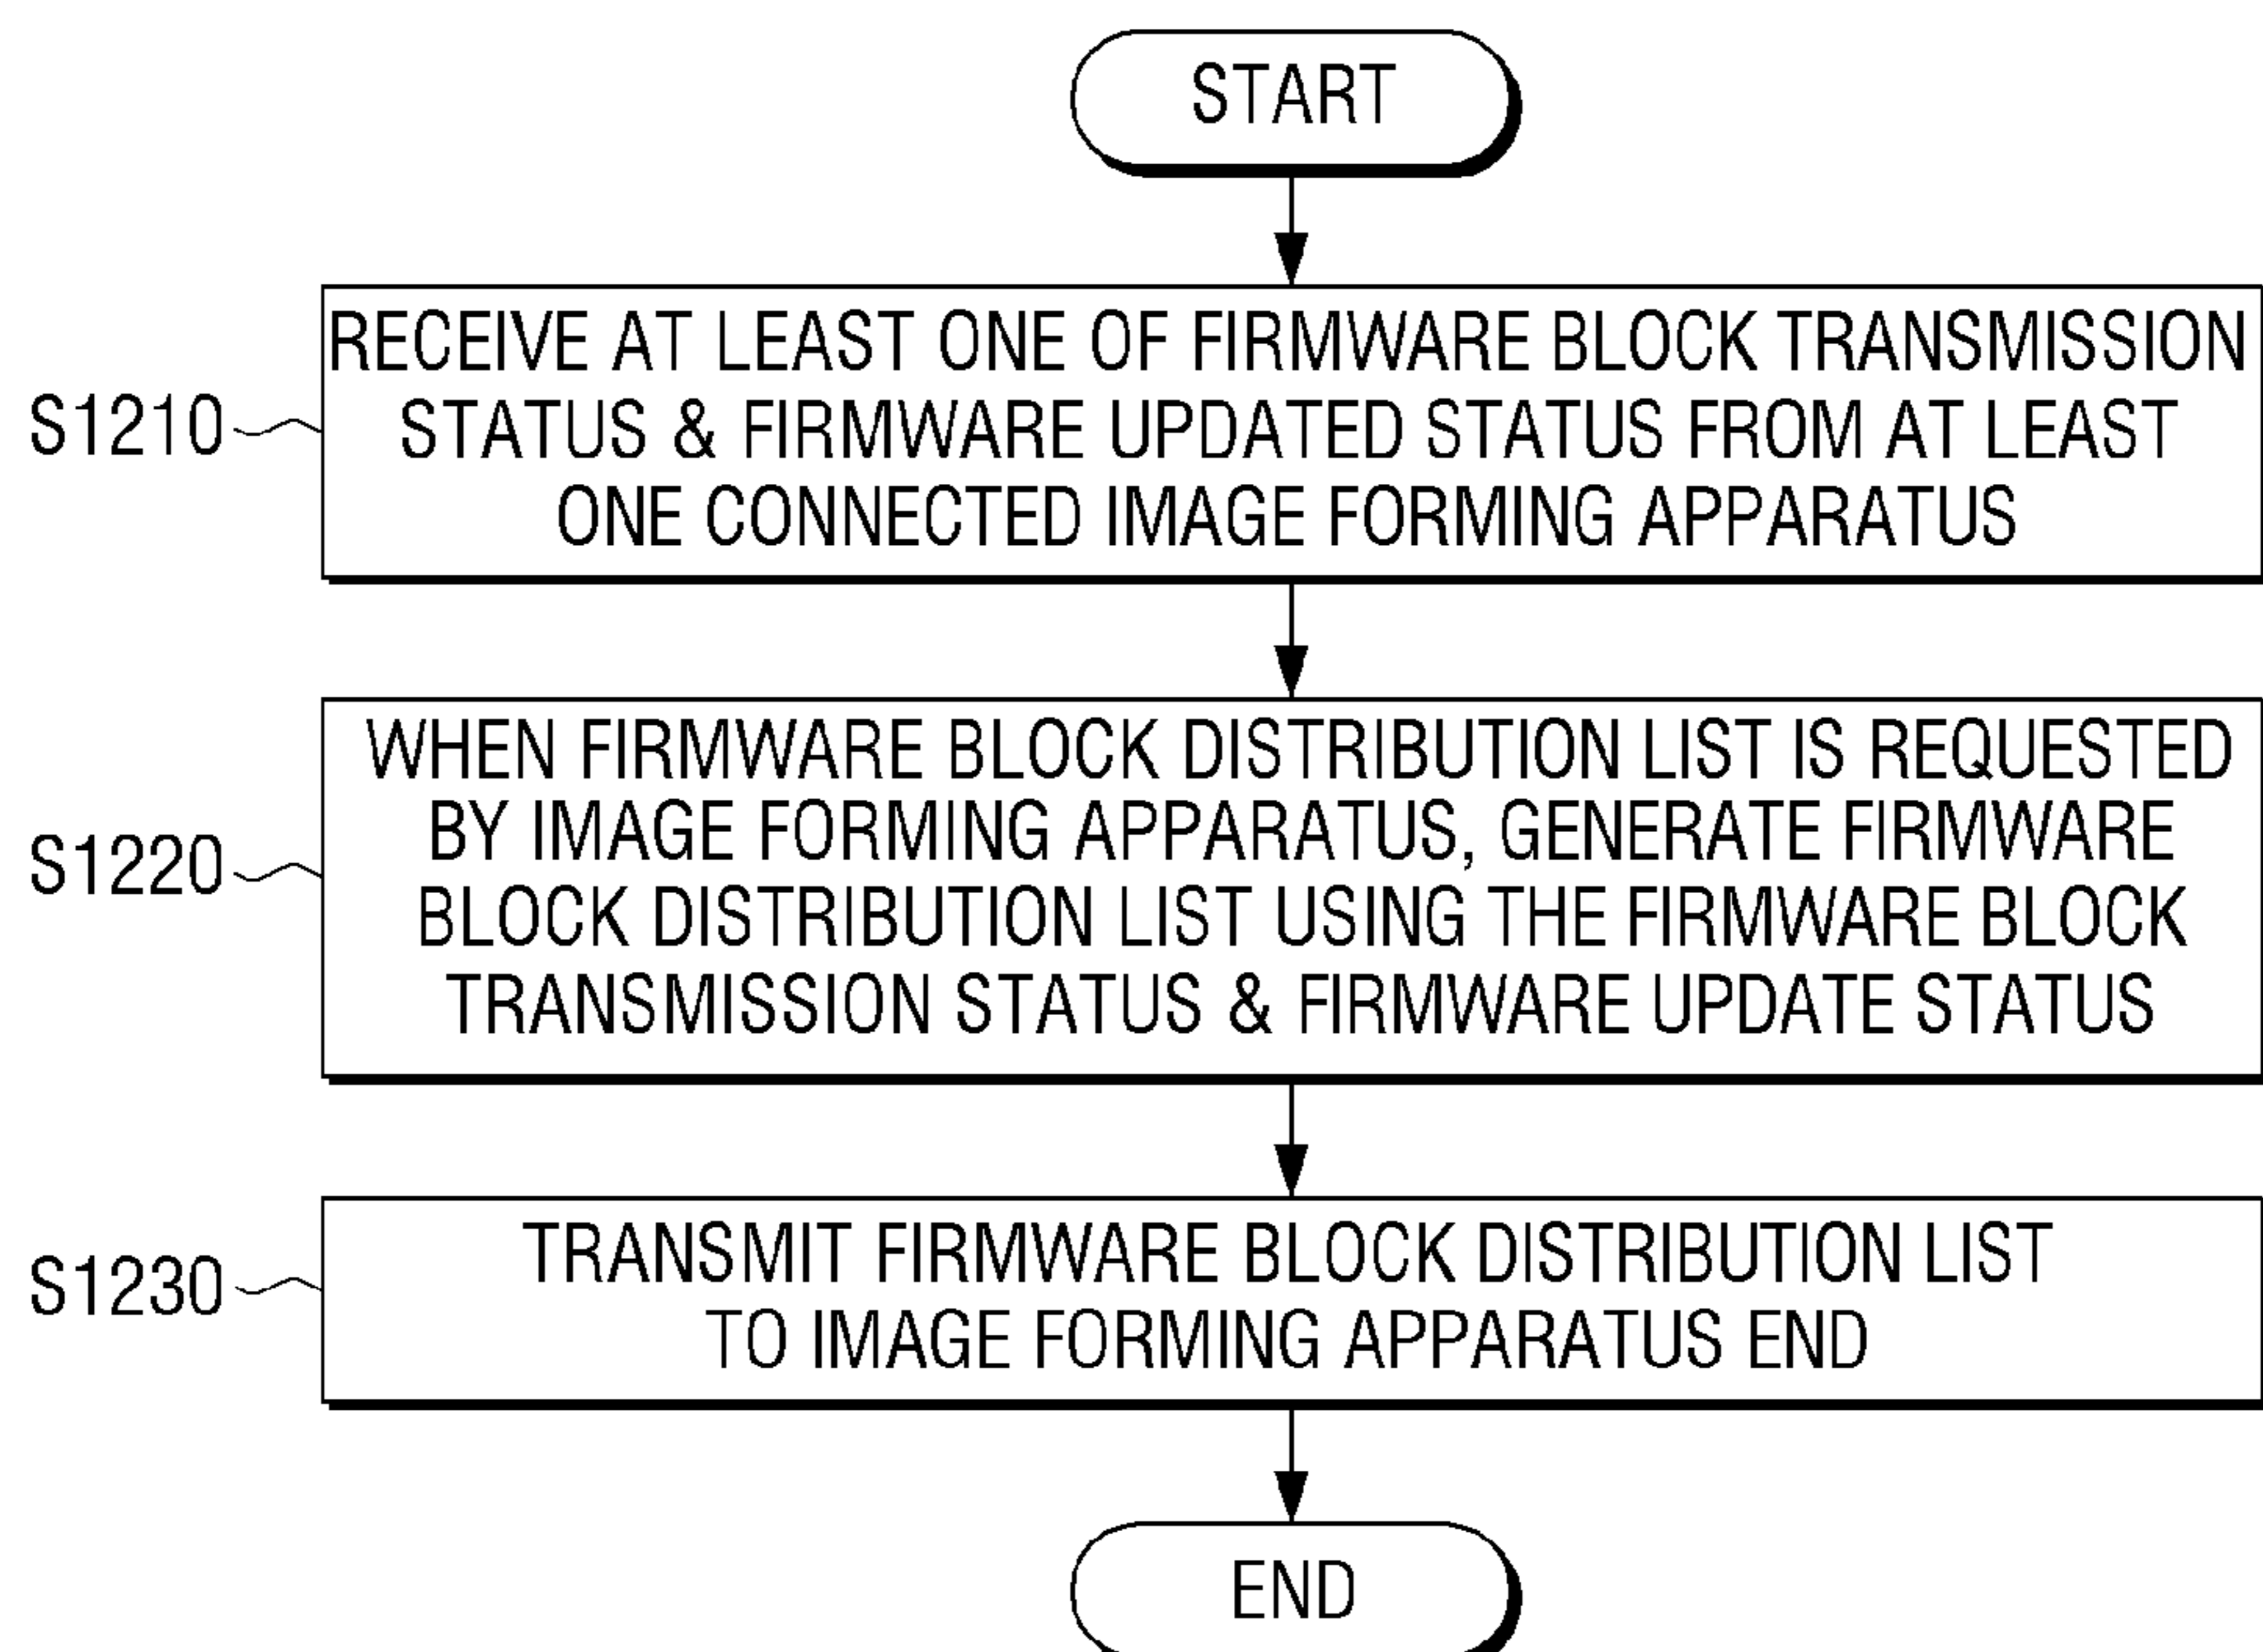 START
RECEIVE AT LEAST ONE OF FIRMWARE BLOCK TRANSMISSION
STATUS & FIRMWARE UPDATED STATUS FROM AT LEAST
ONE CONNECTED IMAGE FORMING APPARATUS
S1210
WHEN FIRMWARE BLOCK DISTRIBUTION LIST IS REQUESTED
BY IMAGE FORMING APPARATUS, GENERATE FIRMWARE
BLOCK DISTRIBUTION LIST USING THE FIRMWARE BLOCK
TRANSMISSION STATUS & FIRMWARE UPDATE STATUS
S1220
TRANSMIT FIRMWARE BLOCK DISTRIBUTION LIST
TO IMAGE FORMING APPARATUS END
S1230
END